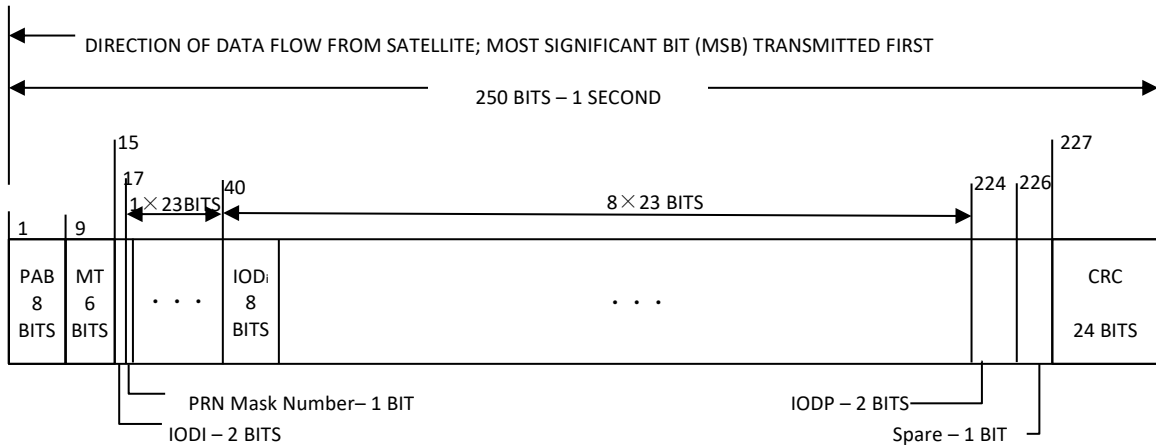 DIRECTION OF DATA FLOW FROM SATELLITE; MOST SIGNIFICANT BIT (MSB) TRANSMITTED FIRST
250 BITS – 1 SECOND
15
227
17
40
224
226
1×23BITS
8×23 BITS
1
9
PAB
8
BITS
MT
6
BITS
· · ·
IODi
8
BITS
· · ·
CRC
24 BITS
PRN Mask Number– 1 BIT
IODP – 2 BITS
IODI – 2 BITS
Spare – 1 BIT